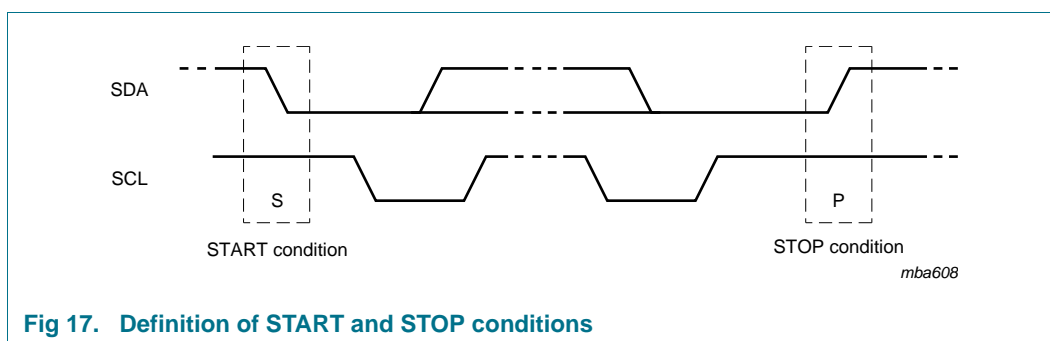 SDA
SCL
S
P
START condition
STOP condition
mba608
Fig 17. Definition of START and STOP conditions